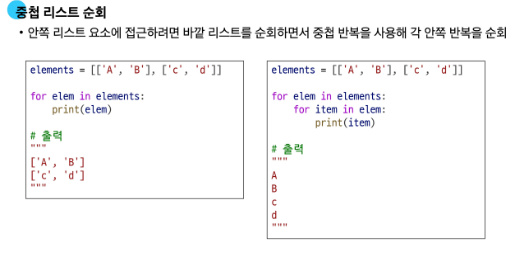 중첩 리스트 순회
• 안쪽 리스트 요소에 접근하려면 바깥 리스트를 순회하면서 중첩 반복을 사용해 각 안쪽 반복을 순회
elements = [['A', 'B'], ['c', 'd']]
for elem in elements:
    print(elem)
# 출력
"""
['A', 'B']
['c', 'd']
"""
elements = [['A', 'B'], ['c', 'd']]
for elem in elements:
    for item in elem:
        print(item)
# 출력
"""
A
B
c
d
"""